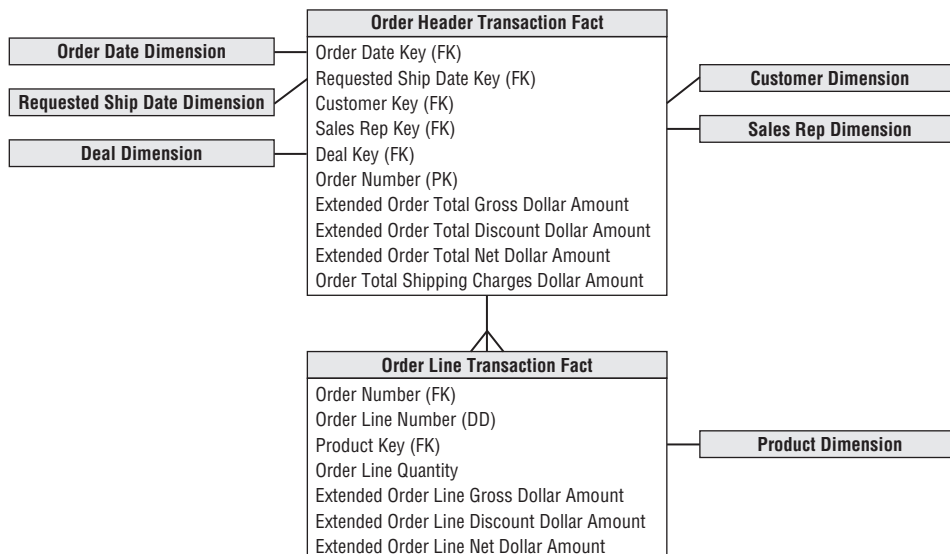 Order Header Transaction Fact
Order Date Key (FK)
Requested Ship Date Key (FK)
Customer Key (FK)
Sales Rep Key (FK)
Deal Key (FK)
Order Number (PK)
Extended Order Total Gross Dollar Amount
Extended Order Total Discount Dollar Amount
Extended Order Total Net Dollar Amount
Order Total Shipping Charges Dollar Amount
Order Date Dimension
Requested Ship Date Dimension
Deal Dimension
Customer Dimension
Sales Rep Dimension
Order Line Transaction Fact
Order Number (FK)
Order Line Number (DD)
Product Key (FK)
Order Line Quantity
Extended Order Line Gross Dollar Amount
Extended Order Line Discount Dollar Amount
Extended Order Line Net Dollar Amount
Product Dimension